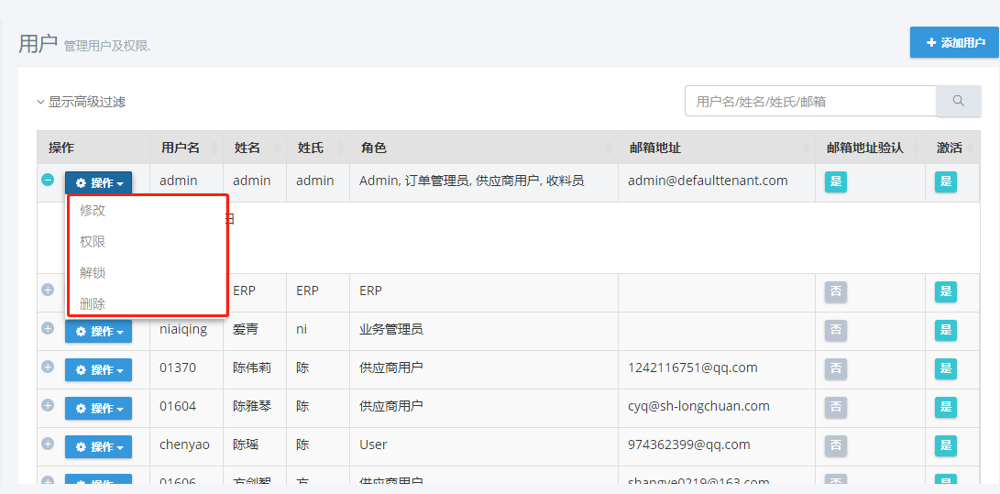 用户 管理用户及权限.
添加用户
显示高级过滤
用户名/姓名/姓氏/邮箱
操作 用户名 姓名 姓氏 角色 邮箱地址 邮箱地址验认 激活
操作 admin admin admin Admin, 订单管理员, 供应商用户, 收料员 admin@defaulttenant.com 是 是
修改
权限
解锁
删除
ERP ERP ERP 否 是
操作 niaiqing 爱青 ni 业务管理员 否 是
操作 01370 陈伟莉 陈 供应商用户 1242116751@qq.com 否 是
操作 01604 陈雅琴 陈 供应商用户 cyq@sh-longchuan.com 否 是
操作 chenyao 陈瑶 陈 User 974362399@qq.com 否 是
操作 01606 方剑智 方 供应商用户 shangye0219@163.com 否 是